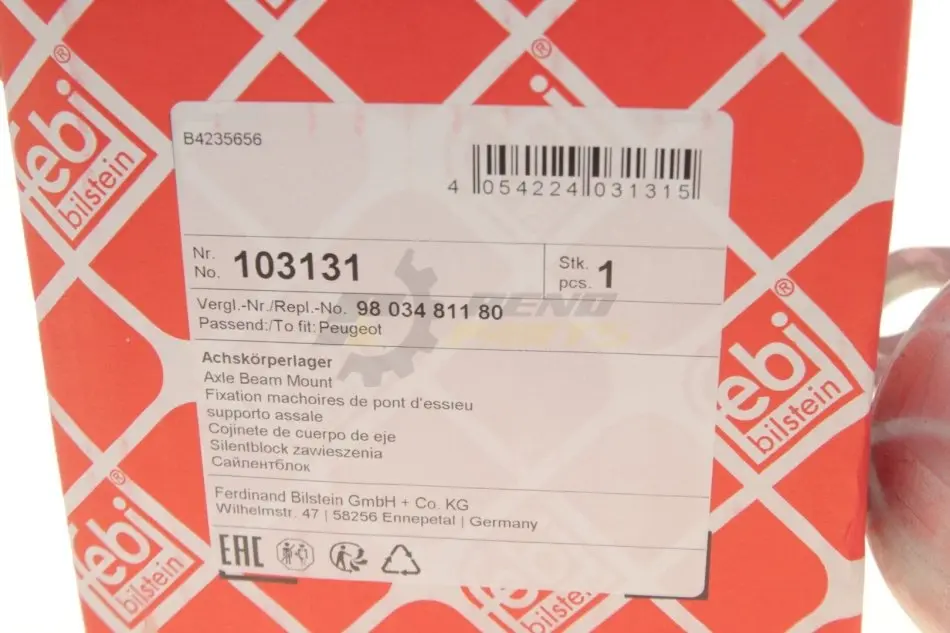 febi®
bilstein
B4235656
4 054224 031315
Nr.
No. 103131
Stk.
pcs. 1
Vergl.-Nr./Repl.-No. 98 034 811 80
Passend:/To fit: Peugeot
Achskörperlager
Axle Beam Mount
Fixation machoires de pont d'essieu
supporto assale
Cojinete de cuerpo de eje
Silentblock zawieszenia
Сайлентблок
Ferdinand Bilstein GmbH + Co. KG
Wilhelmstr. 47 | 58256 Ennepetal | Germany
EAC
febi®
bilstein
febi®
bilstein
bilstein